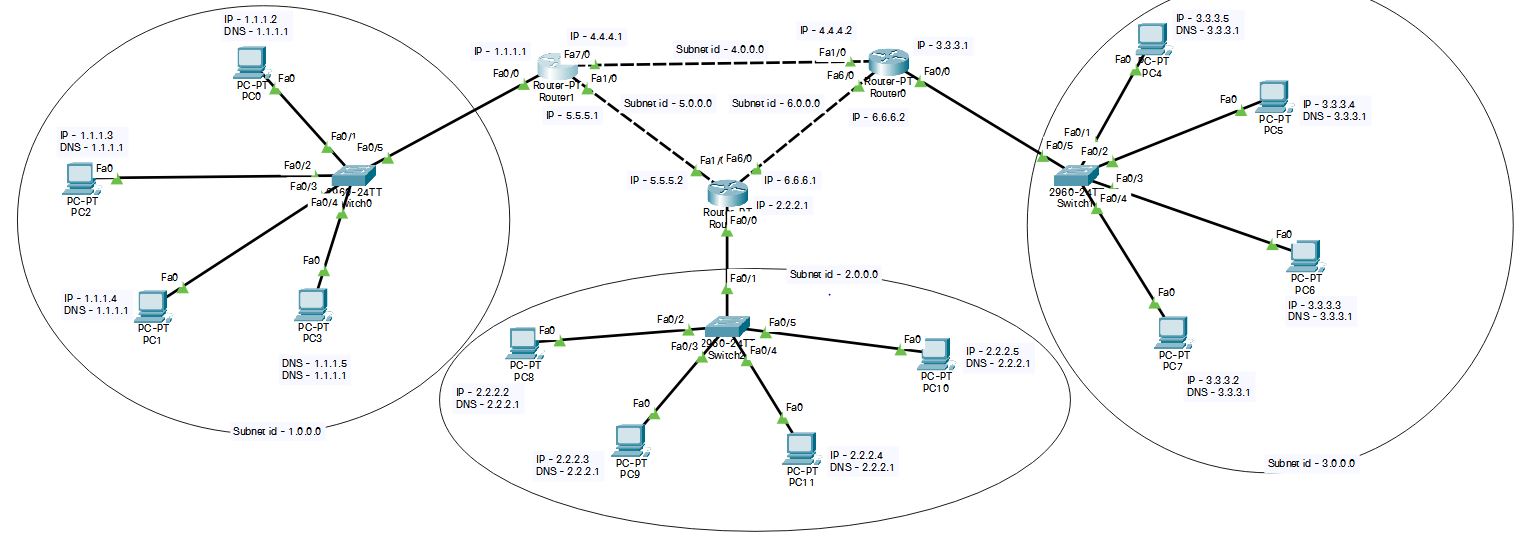 IP - 1.1.1.2
DNS - 1.1.1.1
Fa0
PC-PT
PC0
IP - 1.1.1.3
DNS - 1.1.1.1
Fa0
PC-PT
PC2
Fa0/1
Fa0/5
Fa0/2
Fa0/3
Fa0/4
IP - 1.1.1.4
DNS - 1.1.1.1
Fa0
PC-PT
PC1
Fa0
PC-PT
PC3
DNS - 1.1.1.5
DNS - 1.1.1.1
Subnet id - 1.0.0.0
IP - 1.1.1.1
IP - 4.4.4.1
Fa7/0
Fa0/0
Fa1/0
Router-PT
Router1
IP - 5.5.5.1
Subnet id - 4.0.0.0
Subnet id - 5.0.0.0
Subnet id - 6.0.0.0
IP - 4.4.4.2
IP - 3.3.3.1
Fa1/0
Fa6/0
Fa0/0
Router-PT
Router0
IP - 6.6.6.2
IP - 5.5.5.2
Fa6/0
IP - 6.6.6.1
IP - 2.2.2.1
Fa0/0
Fa0/1
Subnet id - 2.0.0.0
Fa0/2
Fa0/5
Fa0/3
Fa0/4
2960-24TT
Fa0
PC-PT
PC8
IP - 2.2.2.2
DNS - 2.2.2.1
Fa0
PC-PT
PC9
IP - 2.2.2.3
DNS - 2.2.2.1
Fa0
PC-PT
PC11
IP - 2.2.2.4
DNS - 2.2.2.1
Fa0
PC-PT
PC10
IP - 2.2.2.5
DNS - 2.2.2.1
IP - 3.3.3.5
DNS - 3.3.3.1
Fa0
PC-PT
PC4
Fa0
PC-PT
PC5
IP - 3.3.3.4
DNS - 3.3.3.1
Fa0/1
Fa0/5
Fa0/2
Fa0/3
Fa0/4
2960-24TT
Fa0
PC-PT
PC6
IP - 3.3.3.3
DNS - 3.3.3.1
Fa0
PC-PT
PC7
IP - 3.3.3.2
DNS - 3.3.3.1
Subnet id - 3.0.0.0